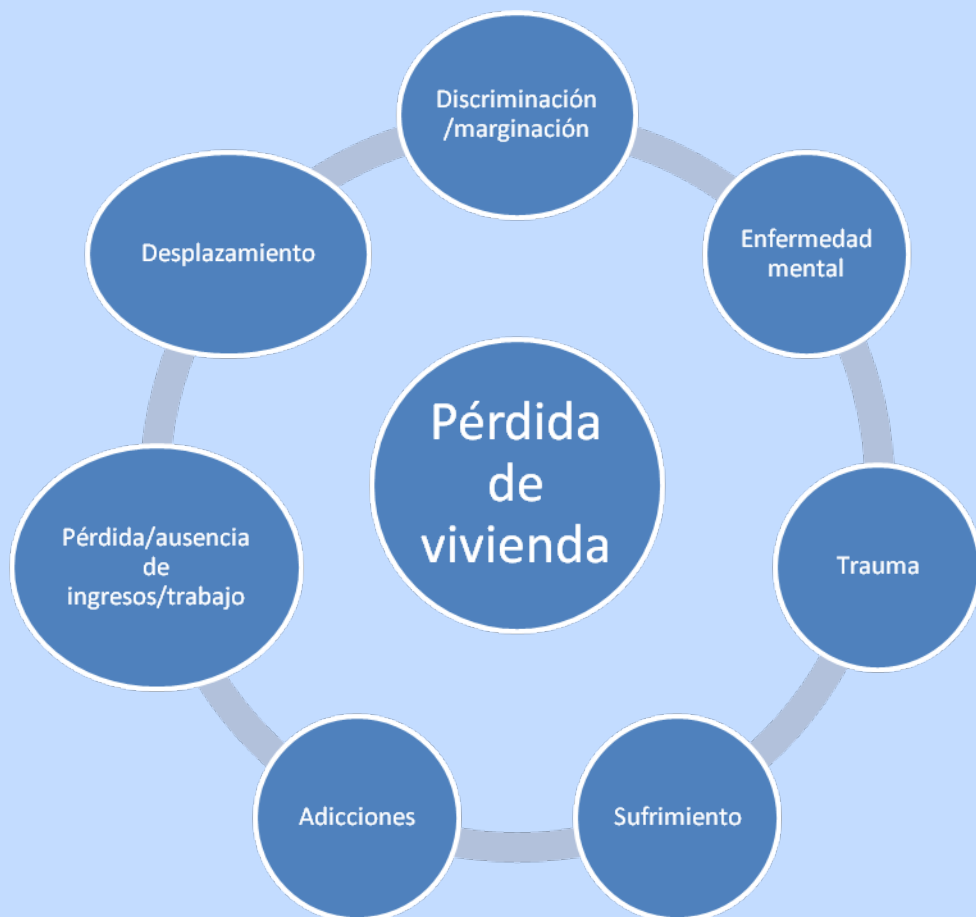 Discriminación
/marginación
Enfermedad
mental
Desplazamiento
Pérdida
de
vivienda
Trauma
Pérdida/ausencia
de
ingresos/trabajo
Sufrimiento
Adicciones